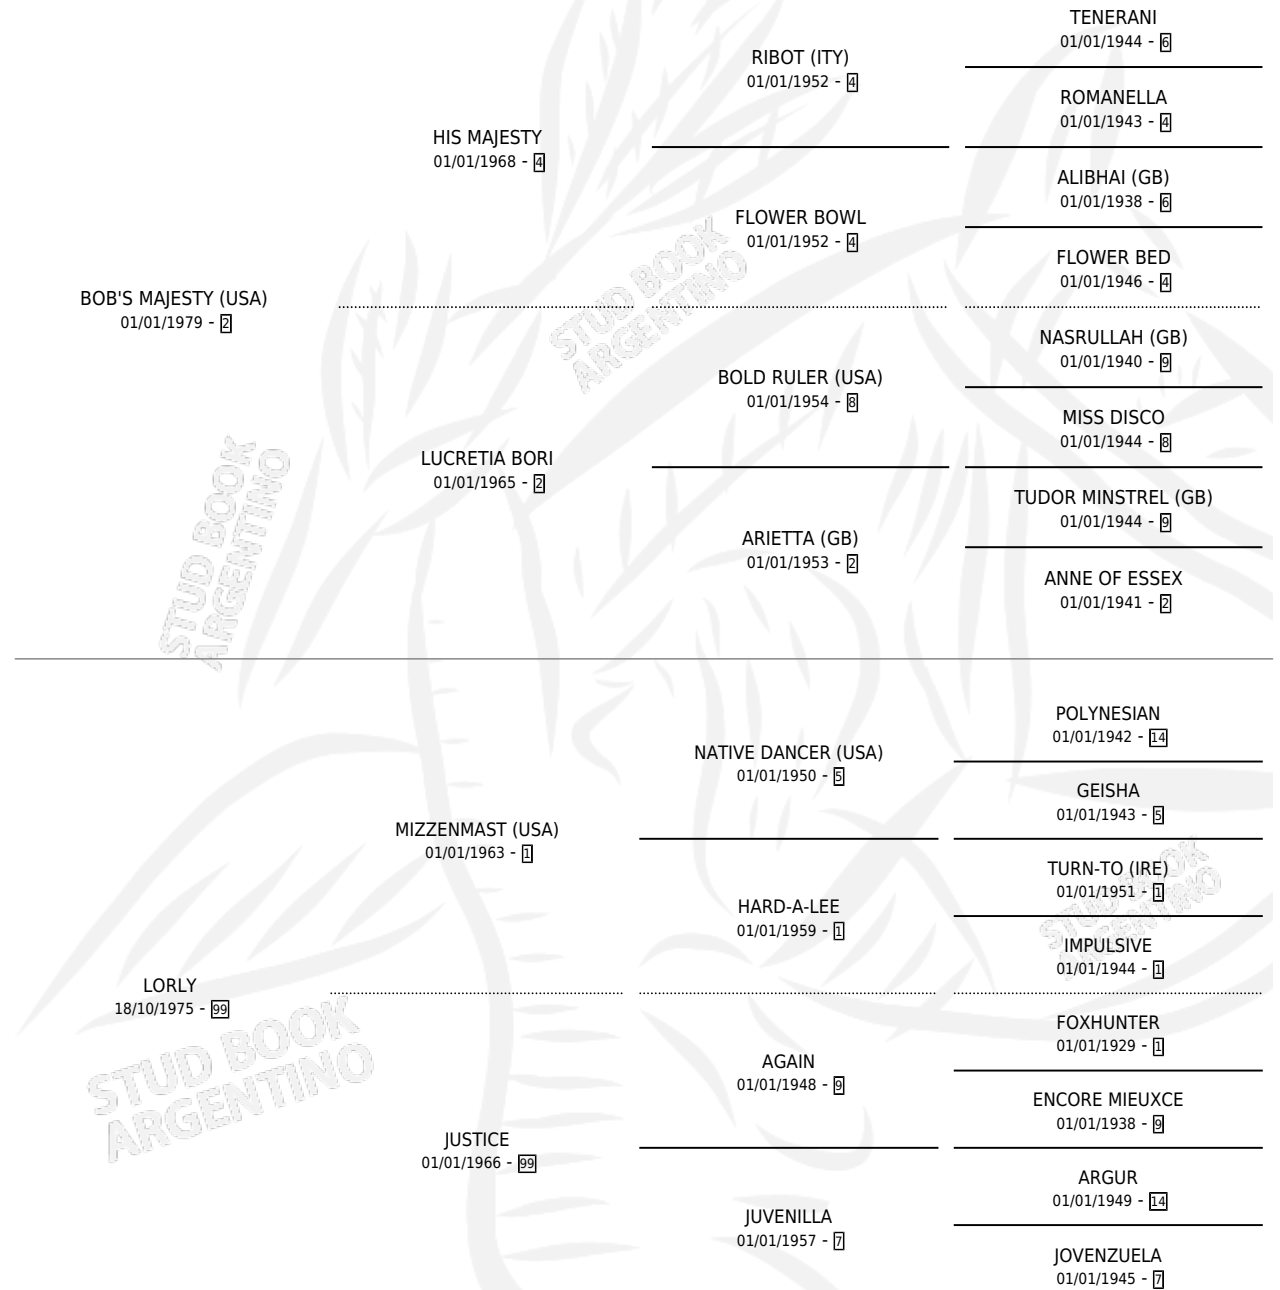 TENERANI
01/01/1944 - 6
RIBOT (ITY)
01/01/1952 - 4
ROMANELLA
01/01/1943 - 4
HIS MAJESTY
01/01/1968 - 4
ALIBHAI (GB)
01/01/1938 - 6
FLOWER BOWL
01/01/1952 - 4
FLOWER BED
01/01/1946 - 4
BOB'S MAJESTY (USA)
01/01/1979 - 2
NASRULLAH (GB)
01/01/1940 - 9
BOLD RULER (USA)
01/01/1954 - 8
MISS DISCO
01/01/1944 - 8
LUCRETIA BORI
01/01/1965 - 2
TUDOR MINSTREL (GB)
01/01/1944 - 9
ARIETTA (GB)
01/01/1953 - 2
ANNE OF ESSEX
01/01/1941 - 2
STUD BOOK
ARGENTINO
STUD BOOK
ARGENTINO
POLYNESIAN
01/01/1942 - 14
NATIVE DANCER (USA)
01/01/1950 - 5
GEISHA
01/01/1943 - 5
MIZZENMAST (USA)
01/01/1963 - 1
TURN-TO (IRE)
01/01/1951 - 1
HARD-A-LEE
01/01/1959 - 1
IMPULSIVE
01/01/1944 - 1
LORLY
18/10/1975 - 99
FOXHUNTER
01/01/1929 - 1
AGAIN
01/01/1948 - 9
ENCORE MIEUXCE
01/01/1938 - 9
JUSTICE
01/01/1966 - 99
ARGUR
01/01/1949 - 14
JUVENILLA
01/01/1957 - 7
JOVENZUELA
01/01/1945 - 7
STUD BOOK
ARGENTINO
STUD BOOK
ARGENTINO